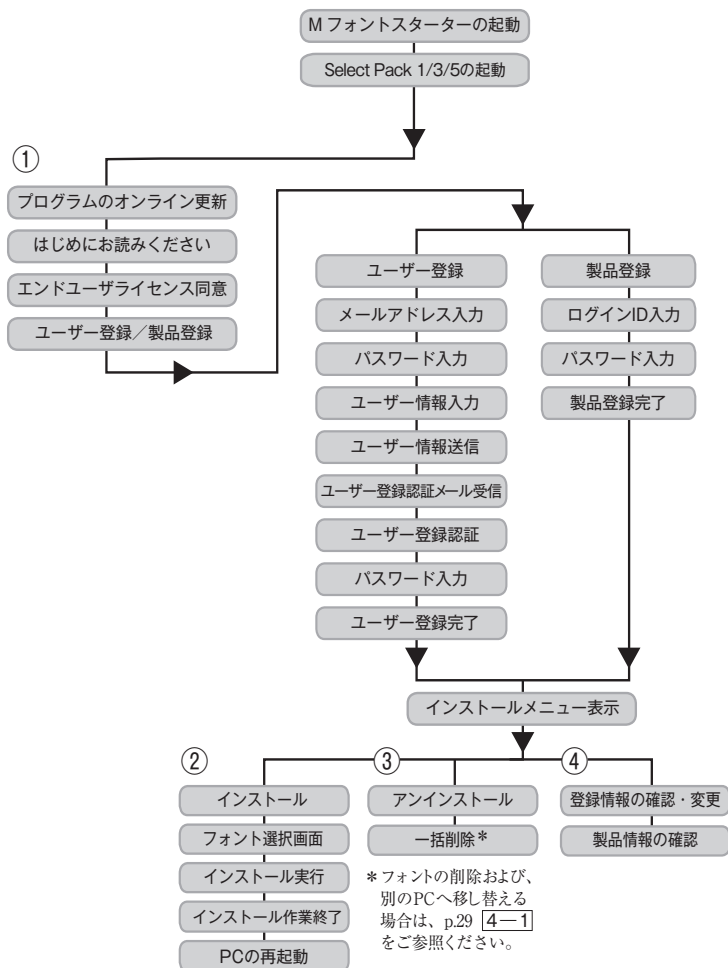 M フォントスターターの起動
Select Pack 1/3/5の起動
①
プログラムのオンライン更新
はじめにお読みください
エンドユーザライセンス同意
ユーザー登録／製品登録
ユーザー登録
メールアドレス入力
パスワード入力
ユーザー情報入力
ユーザー情報送信
ユーザー登録認証メール受信
ユーザー登録認証
パスワード入力
ユーザー登録完了
製品登録
ログインID入力
パスワード入力
製品登録完了
インストールメニュー表示
②
インストール
フォント選択画面
インストール実行
インストール作業終了
PCの再起動
③
アンインストール
一括削除*
* フォントの削除および、
別のPCへ移し替える
場合は、p.29 4－1
をご参照ください。
④
登録情報の確認・変更
製品情報の確認